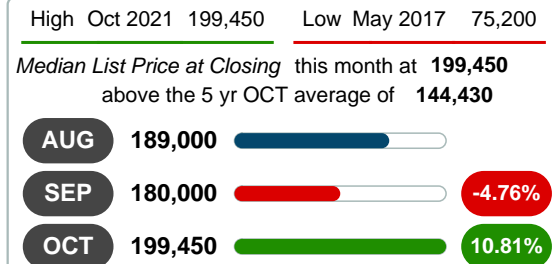 High Oct 2021 199,450 Low May 2017 75,200
Median List Price at Closing this month at 199,450
above the 5 yr OCT average of 144,430
AUG 189,000
SEP 180,000 -4.76%
OCT 199,450 10.81%